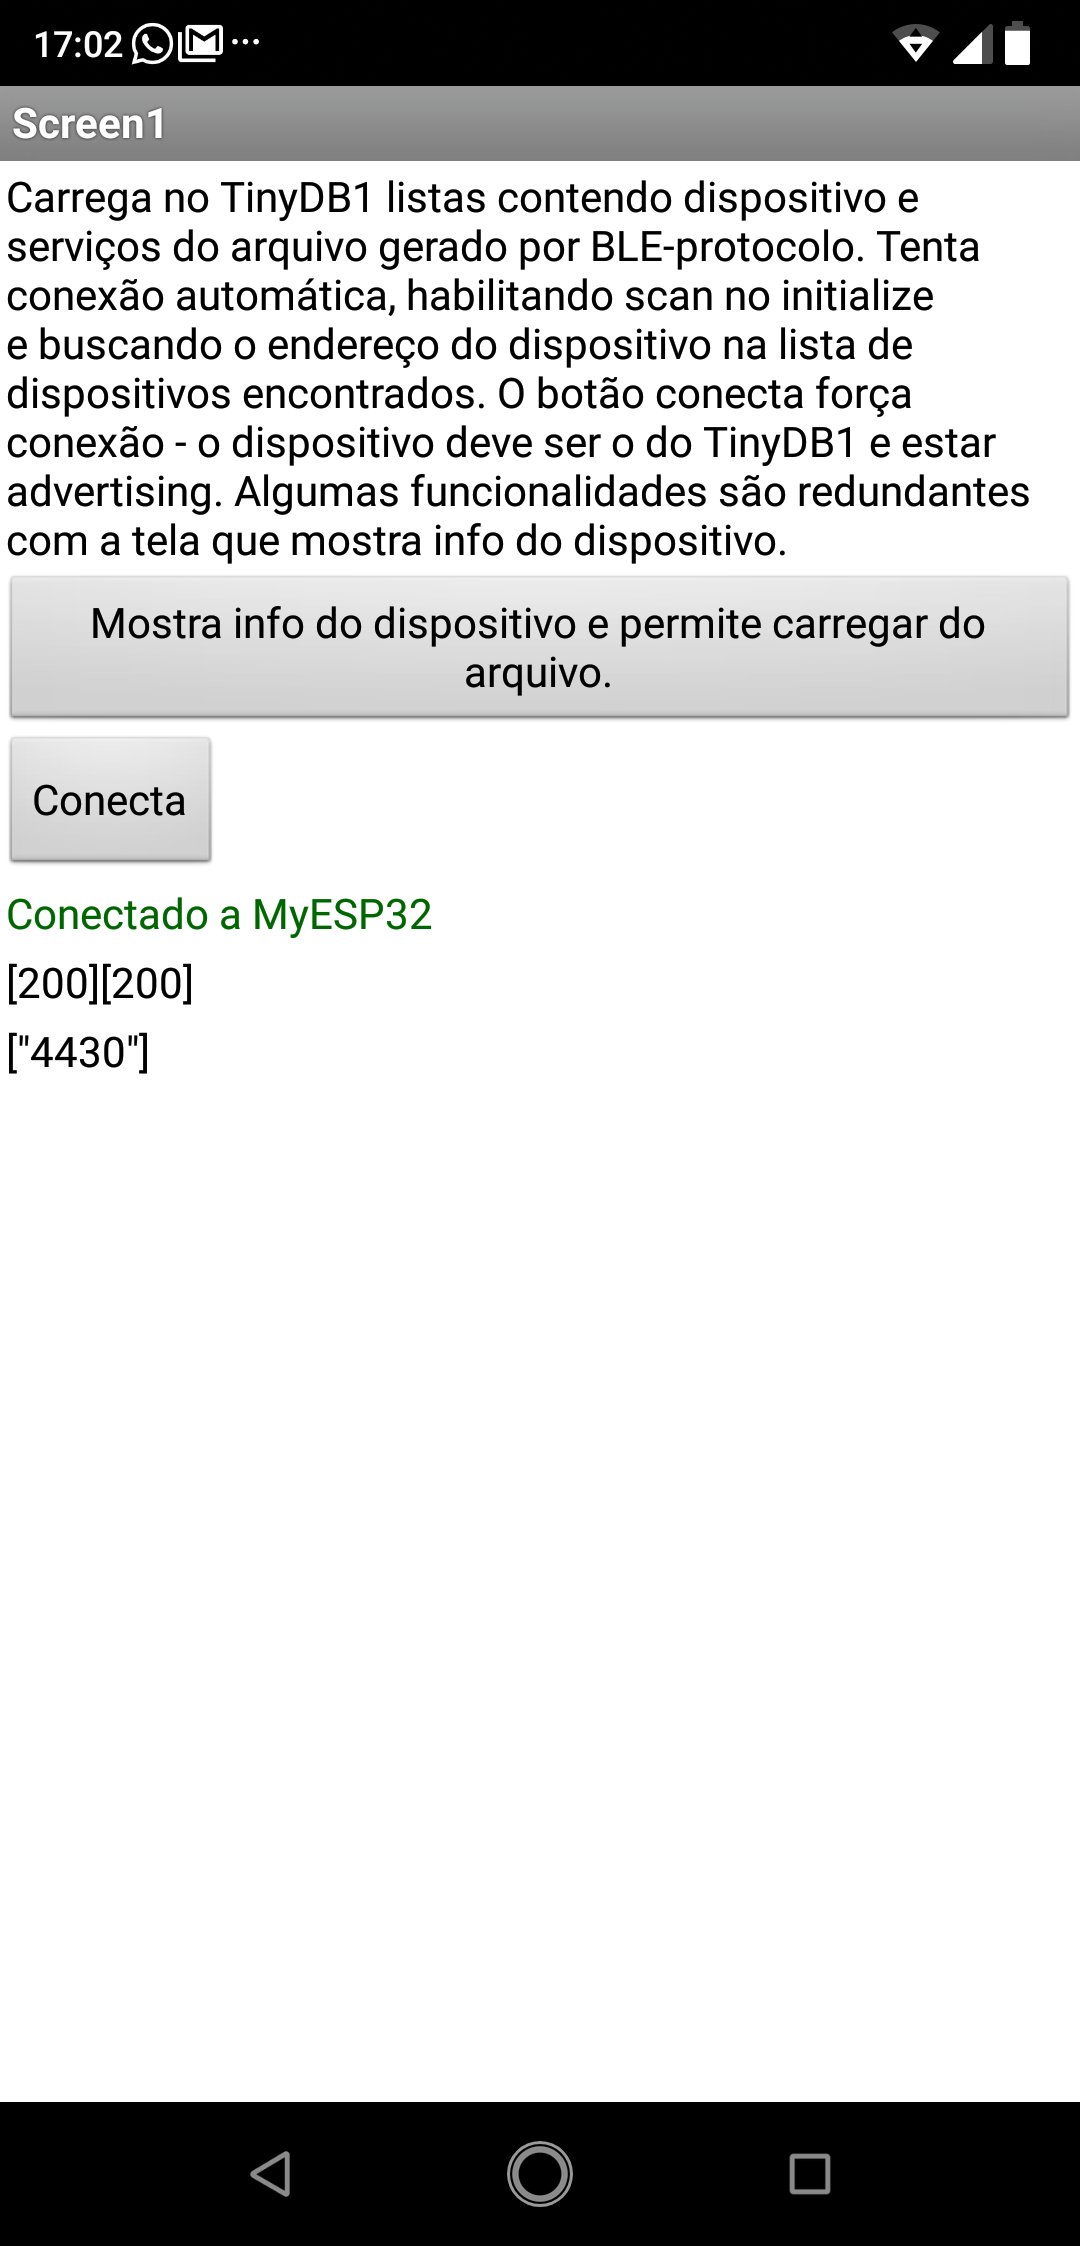 17:02
Screen1
Carrega no TinyDB1 listas contendo dispositivo e
serviços do arquivo gerado por BLE-protocolo. Tenta
conexão automática, habilitando scan no initialize
e buscando o endereço do dispositivo na lista de
dispositivos encontrados. O botão conecta força
conexão - o dispositivo deve ser o do TinyDB1 e estar
advertising. Algumas funcionalidades são redundantes
com a tela que mostra info do dispositivo.
Mostra info do dispositivo e permite carregar do
arquivo.
Conecta
Conectado a MyESP32
[200][200]
["4430"]